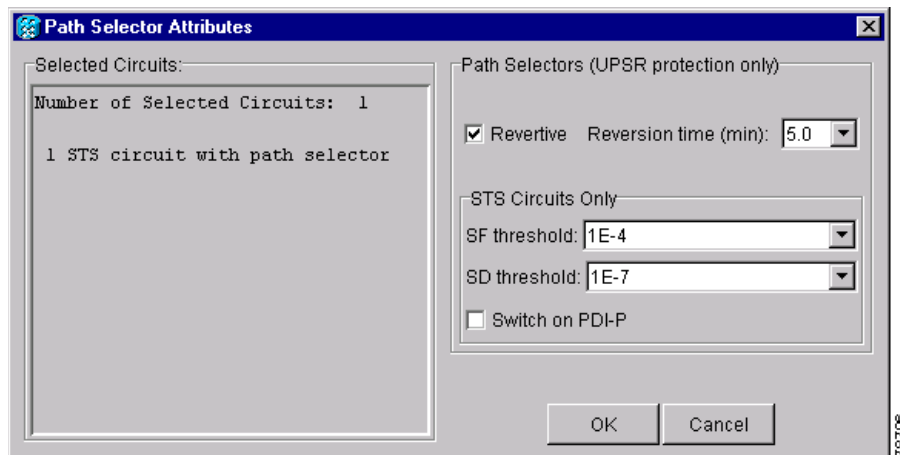 Path Selector Attributes
Selected Circuits:
Number of Selected Circuits: 1
1 STS circuit with path selector
Path Selectors (UPSR protection only)
Revertive Reversion time (min): 5.0
STS Circuits Only
SF threshold: 1E-4
SD threshold: 1E-7
Switch on PDI-P
OK Cancel